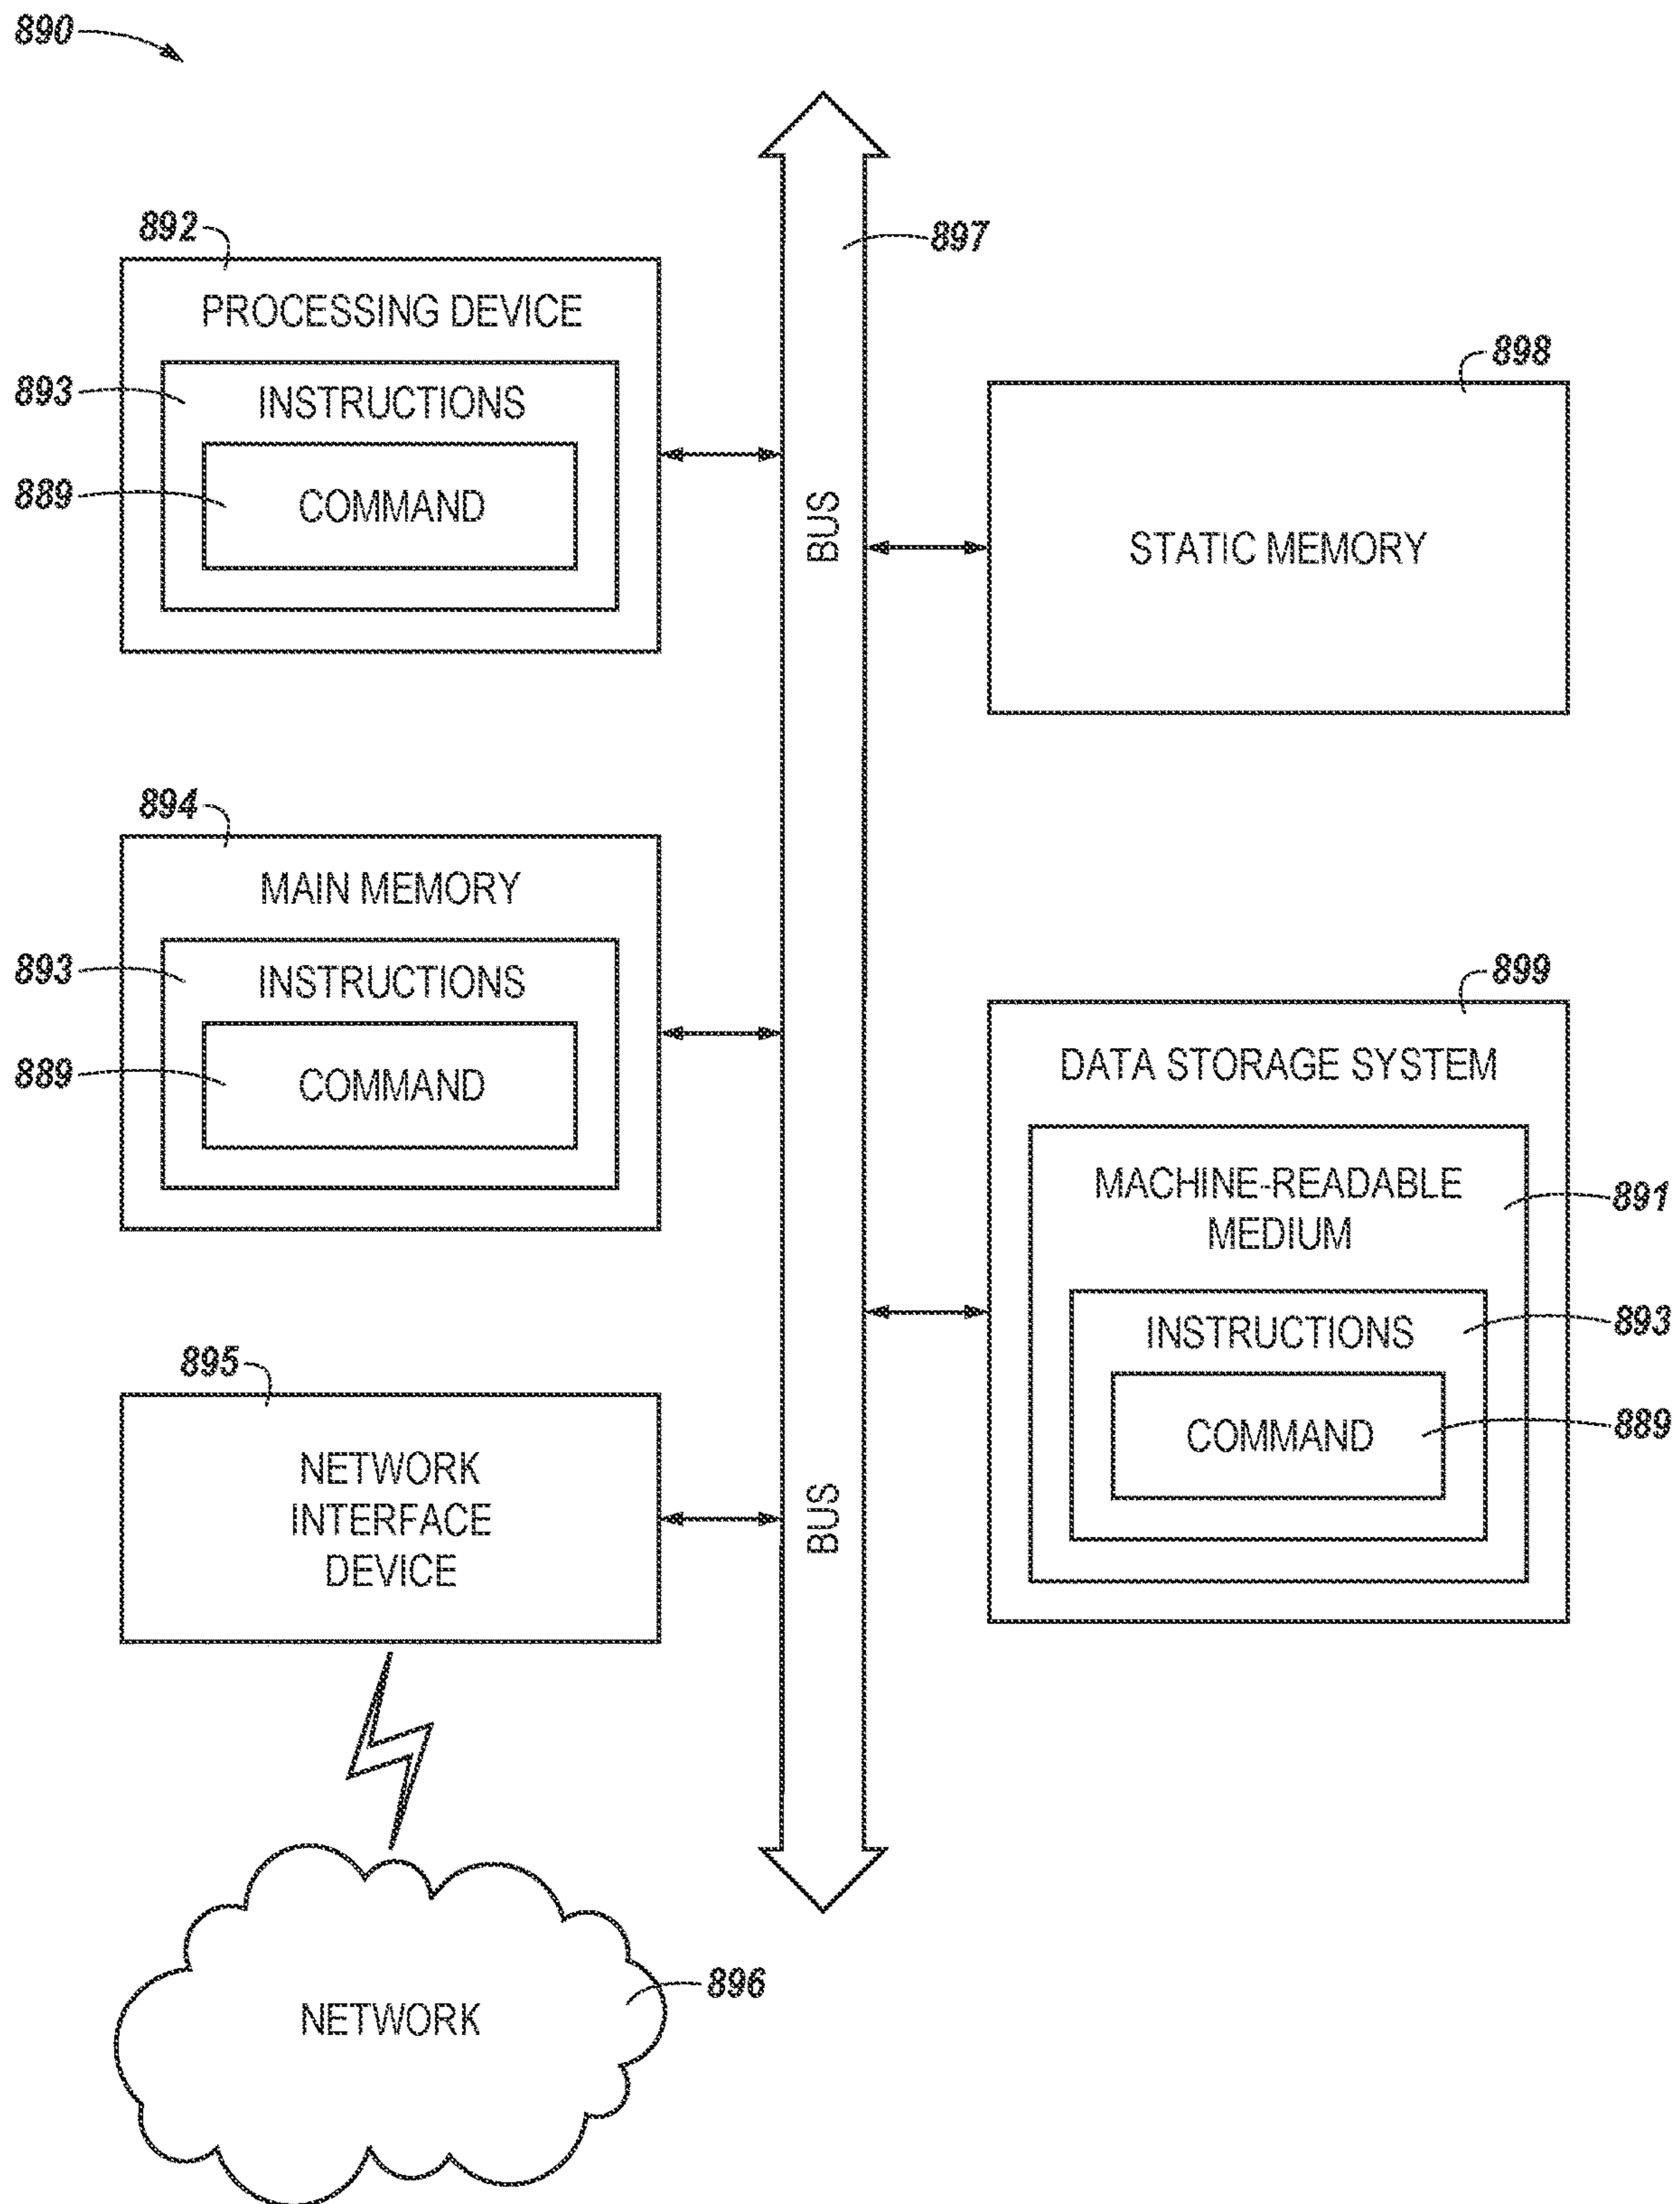 890
892
PROCESSING DEVICE
893
INSTRUCTIONS
889
COMMAND
897
BUS
898
STATIC MEMORY
894
MAIN MEMORY
893
INSTRUCTIONS
889
COMMAND
899
DATA STORAGE SYSTEM
MACHINE-READABLE
MEDIUM
891
INSTRUCTIONS
893
COMMAND
889
895
NETWORK
INTERFACE
DEVICE
BUS
NETWORK
896